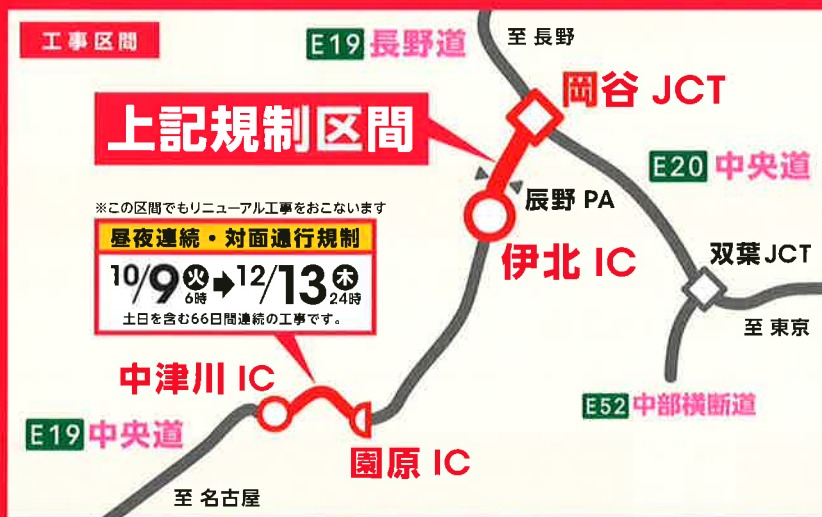 工事区間
E19 長野道
至 長野
岡谷 JCT
上記規制区間
E20 中央道
辰野 PA
※この区間でもリニューアル工事をおこないます
昼夜連続・対面通行規制
10/9火6時➡12/13木24時
土日を含む66日間連続の工事です。
伊北 IC
双葉JCT
至 東京
中津川 IC
E52 中部横断道
E19 中央道
園原 IC
至 名古屋